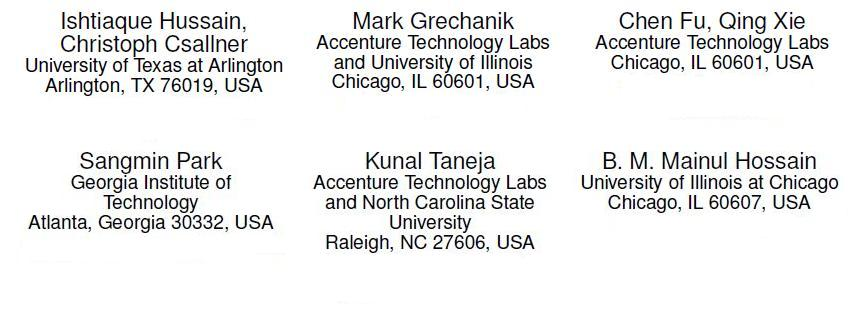 Ishtiaque Hussain,
Christoph Csallner
University of Texas at Arlington
Arlington, TX 76019, USA
Mark Grechanik
Accenture Technology Labs
and University of Illinois
Chicago, IL 60601, USA
Chen Fu, Qing Xie
Accenture Technology Labs
Chicago, IL 60601, USA
Sangmin Park
Georgia Institute of
Technology
Atlanta, Georgia 30332, USA
Kunal Taneja
Accenture Technology Labs
and North Carolina State
University
Raleigh, NC 27606, USA
B. M. Mainul Hossain
University of Illinois at Chicago
Chicago, IL 60607, USA